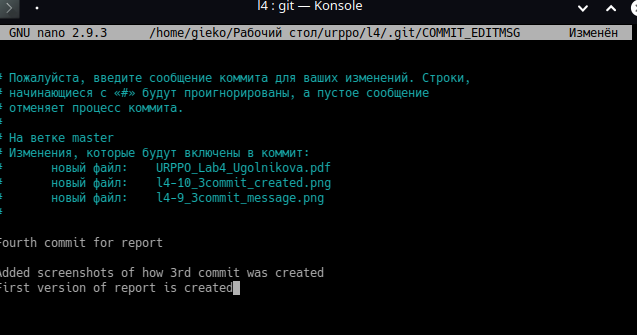 l4 : git — Konsole
GNU nano 2.9.3 /home/gieko/Рабочий стол/urppo/l4/.git/COMMIT_EDITMSG Изменён
# Пожалуйста, введите сообщение коммита для ваших изменений. Строки,
# начинающиеся с «#» будут проигнорированы, а пустое сообщение
# отменяет процесс коммита.
#
# На ветке master
# Изменения, которые будут включены в коммит:
# новый файл: URPPO_Lab4_Ugolnikova.pdf
# новый файл: l4-10_3commit_created.png
# новый файл: l4-9_3commit_message.png
#
Fourth commit for report
Added screenshots of how 3rd commit was created
First version of report is created